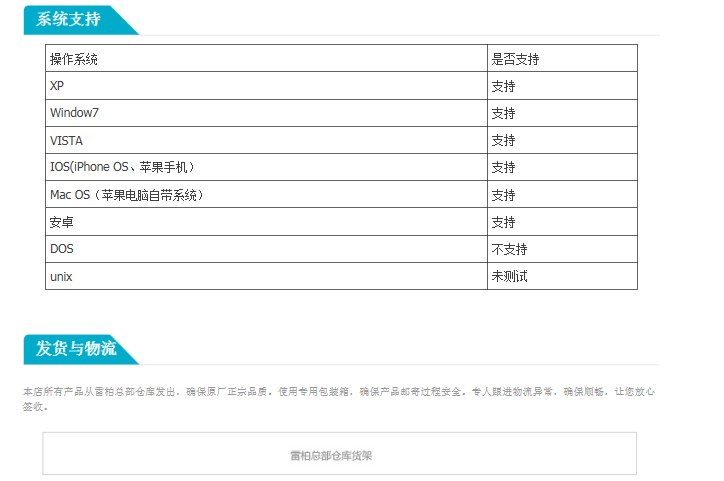 系统支持
操作系统 是否支持
XP 支持
Window7 支持
VISTA 支持
IOS(iPhone OS、苹果手机） 支持
Mac OS（苹果电脑自带系统） 支持
安卓 支持
DOS 不支持
unix 未测试
发货与物流
本店所有产品从雷柏总部仓库发出，确保原厂正宗品质。使用专用包装箱，确保产品邮寄过程安全。专人跟进物流异常，确保顺畅，让您放心
签收。
雷柏总部仓库货架